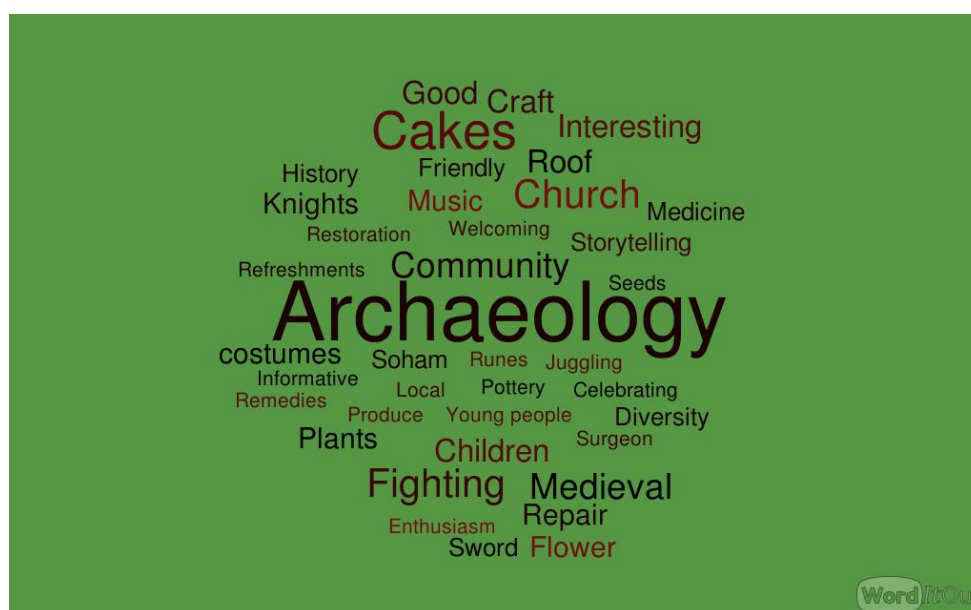 Good Craft
Cakes Interesting
Friendly Roof
History
Knights Music Church Medicine
Restoration Welcoming Storytelling
Refreshments Community Seeds
Archaeology
costumes Soham Runes Juggling
Informative Local Pottery Celebrating
Remedies Produce Young people Diversity
Plants Children Surgeon
Fighting Medieval
Enthusiasm Repair
Sword Flower
WordItOu